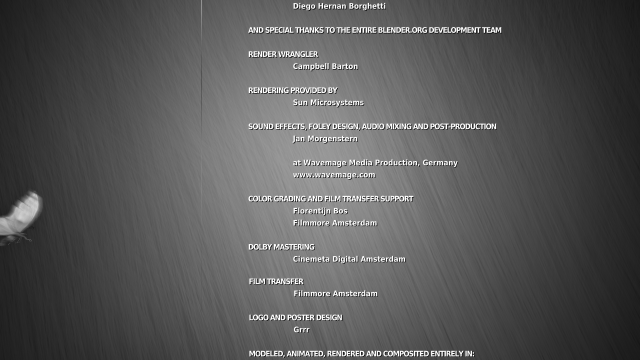 Diego Hernan Borghetti
AND SPECIAL THANKS TO THE ENTIRE BLENDER.ORG DEVELOPMENT TEAM
RENDER WRANGLER
Campbell Barton
RENDERING PROVIDED BY
Sun Microsystems
SOUND EFFECTS, FOLEY DESIGN, AUDIO MIXING AND POST-PRODUCTION
Jan Morgenstern
at Wavemage Media Production, Germany
www.wavemage.com
COLOR GRADING AND FILM TRANSFER SUPPORT
Florentijn Bos
Filmmore Amsterdam
DOLBY MASTERING
Cinemeta Digital Amsterdam
FILM TRANSFER
Filmmore Amsterdam
LOGO AND POSTER DESIGN
Grrr
MODELED, ANIMATED, RENDERED AND COMPOSITED ENTIRELY IN: